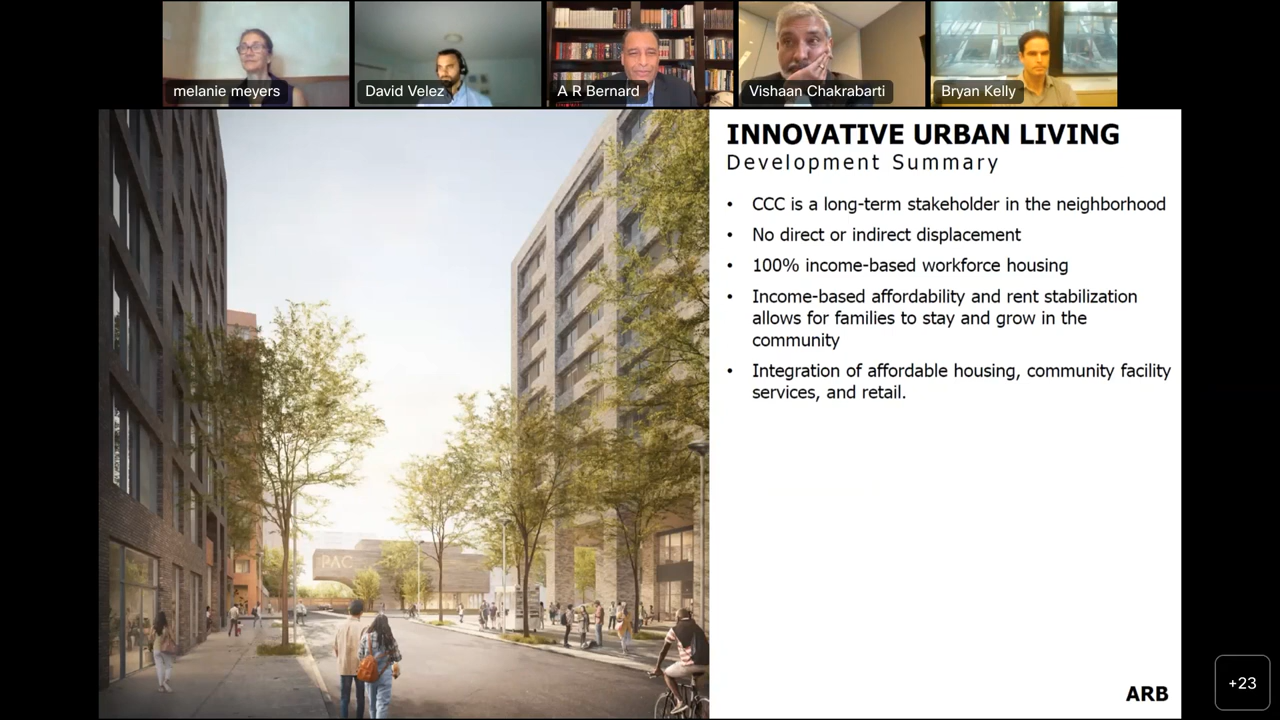 melanie meyers
David Velez
A R Bernard
Vishaan Chakrabarti
Bryan Kelly
INNOVATIVE URBAN LIVING
Development Summary
• CCC is a long-term stakeholder in the neighborhood
• No direct or indirect displacement
• 100% income-based workforce housing
• Income-based affordability and rent stabilization
allows for families to stay and grow in the
community
• Integration of affordable housing, community facility
services, and retail.
PAC
ARB
+23